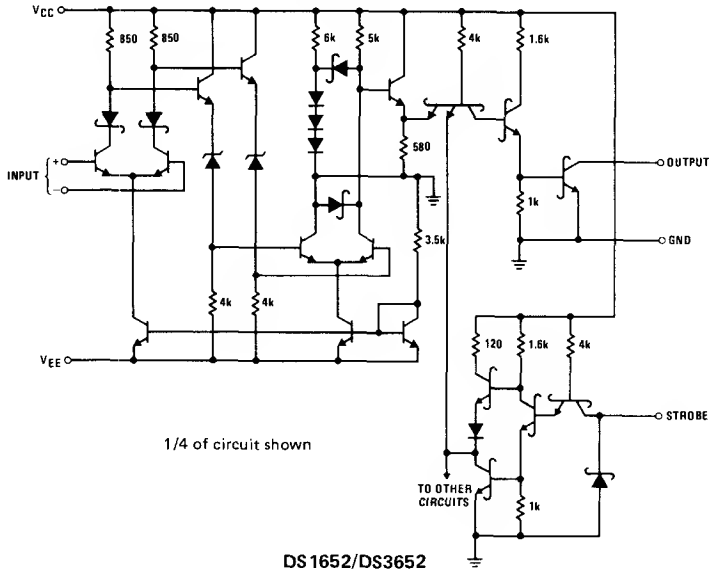 VCC
850
850
6k
5k
4k
1.6k
INPUT
+
−
580
OUTPUT
1k
GND
3.5k
4k
4k
VEE
120
1.6k
4k
STROBE
1/4 of circuit shown
TO OTHER
CIRCUITS
1k
DS1652/DS3652